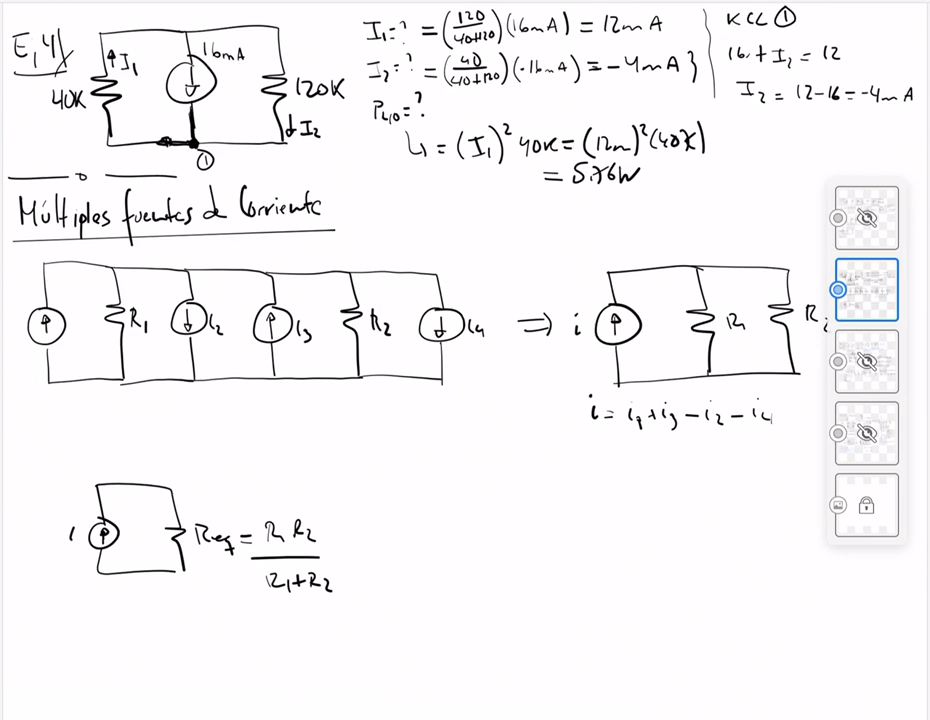 E,4/
I1
16mA
40K
120K
I2
①
I1=? = (120/40+120)(16mA) = 12mA
I2=? = (40/40+120)(-16mA) = -4mA }
P40=?
↳ = (I1)² 40K = (12m)²(40K)
= 5.76W
KCL ①
16 + I2 = 12
I2 = 12-16 = -4mA
Múltiples fuentes d Corriente
R1
i2
i3
R2
i4
⇒
i
R1
R2
i = i1+i3-i2-i4
i
Req = R1 R2
R1+R2